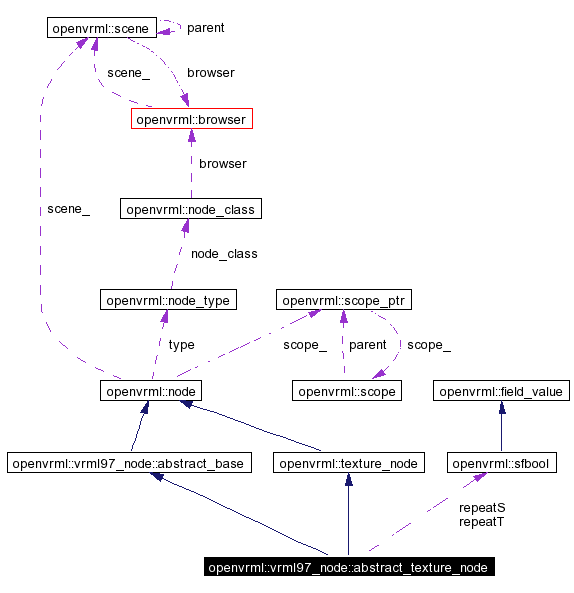 openvrml::scene
parent
scene_
browser
openvrml::browser
browser
openvrml::node_class
scene_
node_class
openvrml::node_type
openvrml::scope_ptr
type
scope_
parent
scope_
openvrml::node
openvrml::scope
openvrml::field_value
openvrml::vrml97_node::abstract_base
openvrml::texture_node
openvrml::sfbool
repeatS
repeatT
openvrml::vrml97_node::abstract_texture_node